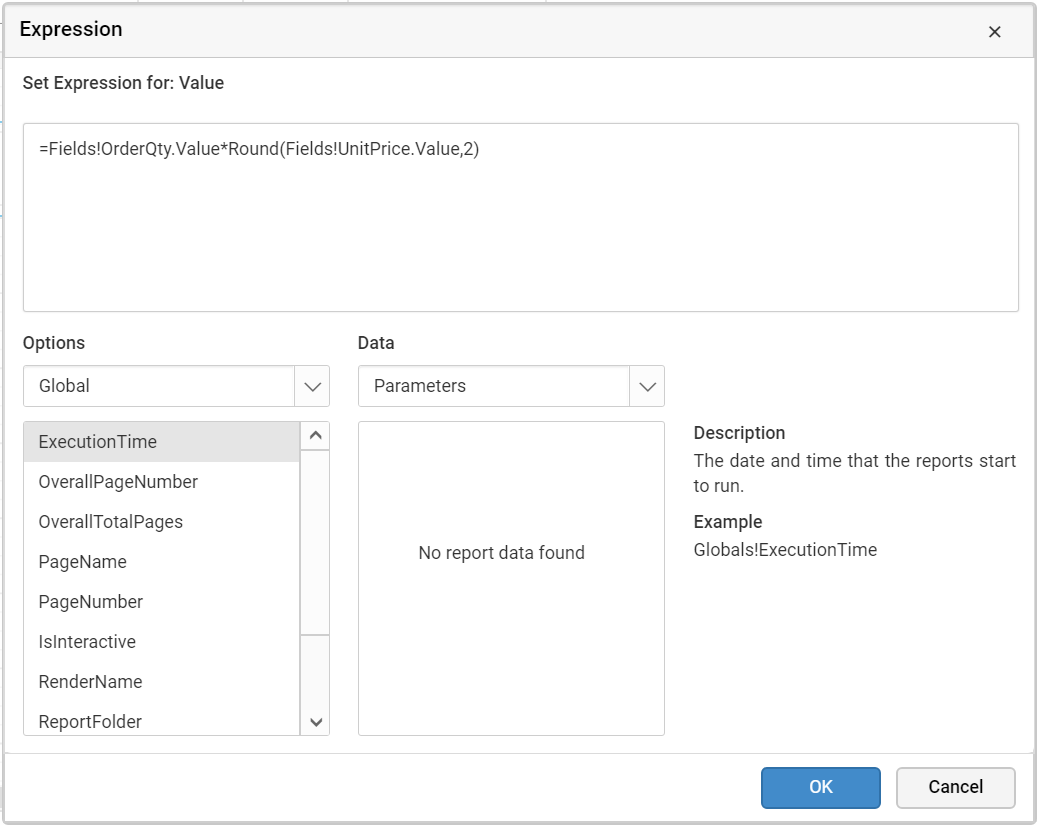 Expression
Set Expression for: Value
=Fields!OrderQty.Value*Round(Fields!UnitPrice.Value,2)
Options
Data
Global
Parameters
ExecutionTime
OverallPageNumber
OverallTotalPages
PageName
PageNumber
IsInteractive
RenderName
ReportFolder
No report data found
Description
The date and time that the reports start
to run.
Example
Globals!ExecutionTime
OK
Cancel